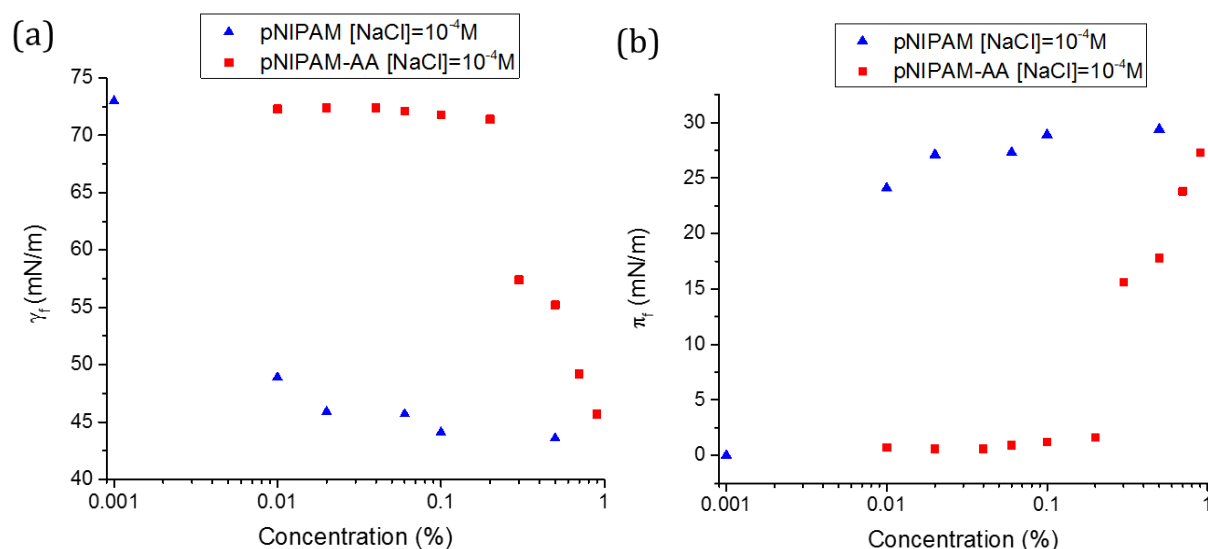 (a)
pNIPAM [NaCl]=10⁻⁴M
pNIPAM-AA [NaCl]=10⁻⁴M
75
70
65
60
55
50
45
40
γf (mN/m)
0.001
0.01
0.1
1
Concentration (%)
(b)
pNIPAM [NaCl]=10⁻⁴M
pNIPAM-AA [NaCl]=10⁻⁴M
30
25
20
15
10
5
0
πf (mN/m)
0.001
0.01
0.1
1
Concentration (%)